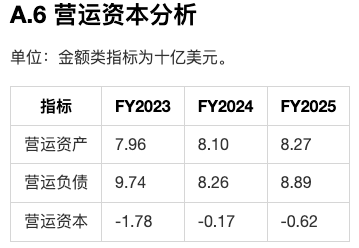 A.6 营运资本分析
单位：金额类指标为十亿美元。
指标 FY2023 FY2024 FY2025
营运资产 7.96 8.10 8.27
营运负债 9.74 8.26 8.89
营运资本 -1.78 -0.17 -0.62